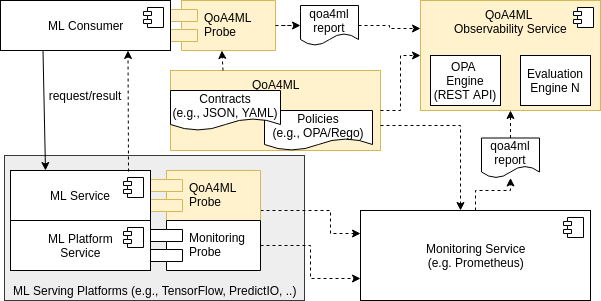 ML Consumer
QoA4ML
Probe
qoa4ml
report
QoA4ML
Observability Service
OPA
Engine
(REST API)
Evaluation
Engine N
request/result
QoA4ML
Contracts
(e.g., JSON, YAML)
Policies
(e.g., OPA/Rego)
qoa4ml
report
ML Service
QoA4ML
Probe
ML Platform
Service
Monitoring
Probe
Monitoring Service
(e.g. Prometheus)
ML Serving Platforms (e.g., TensorFlow, PredictIO, ..)